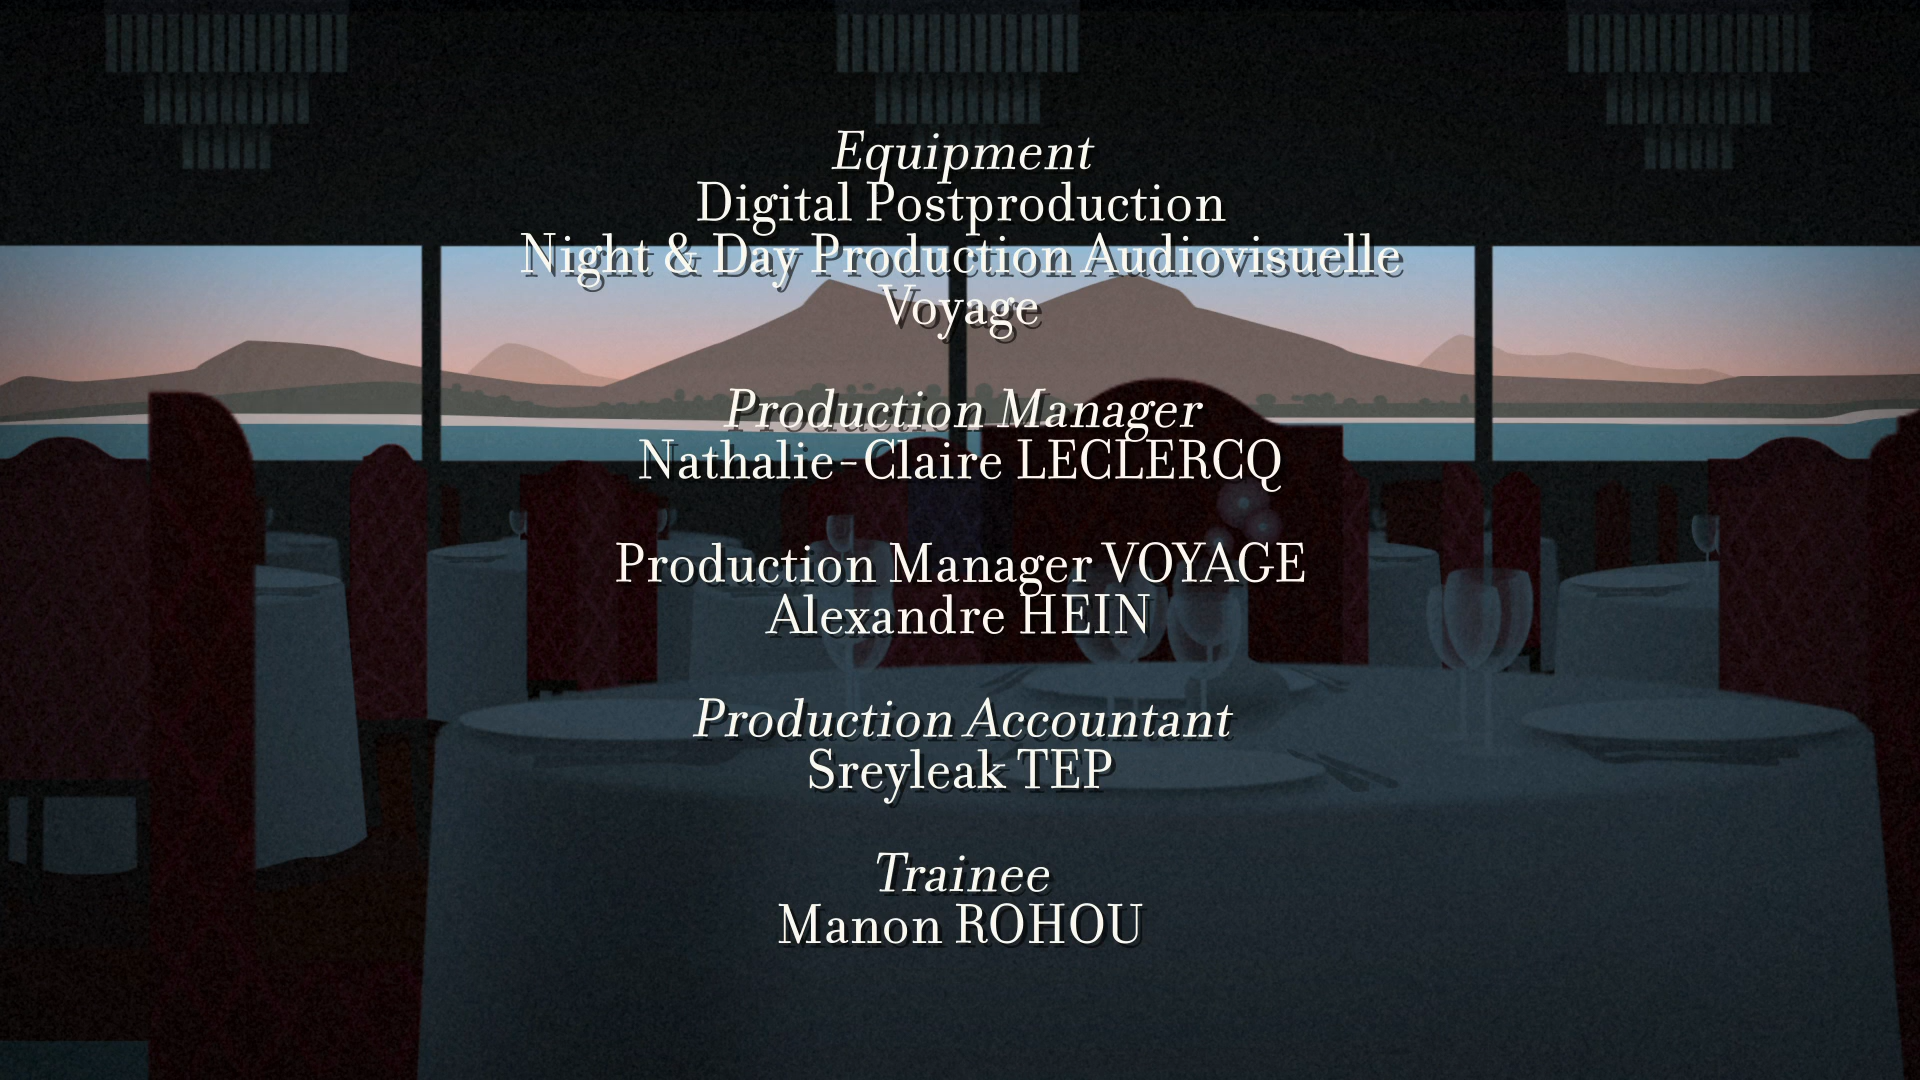 Equipment
Digital Postproduction
Night & Day Production Audiovisuelle
Voyage
Production Manager
Nathalie-Claire LECLERCQ
Production Manager VOYAGE
Alexandre HEIN
Production Accountant
Sreyleak TEP
Trainee
Manon ROHOU